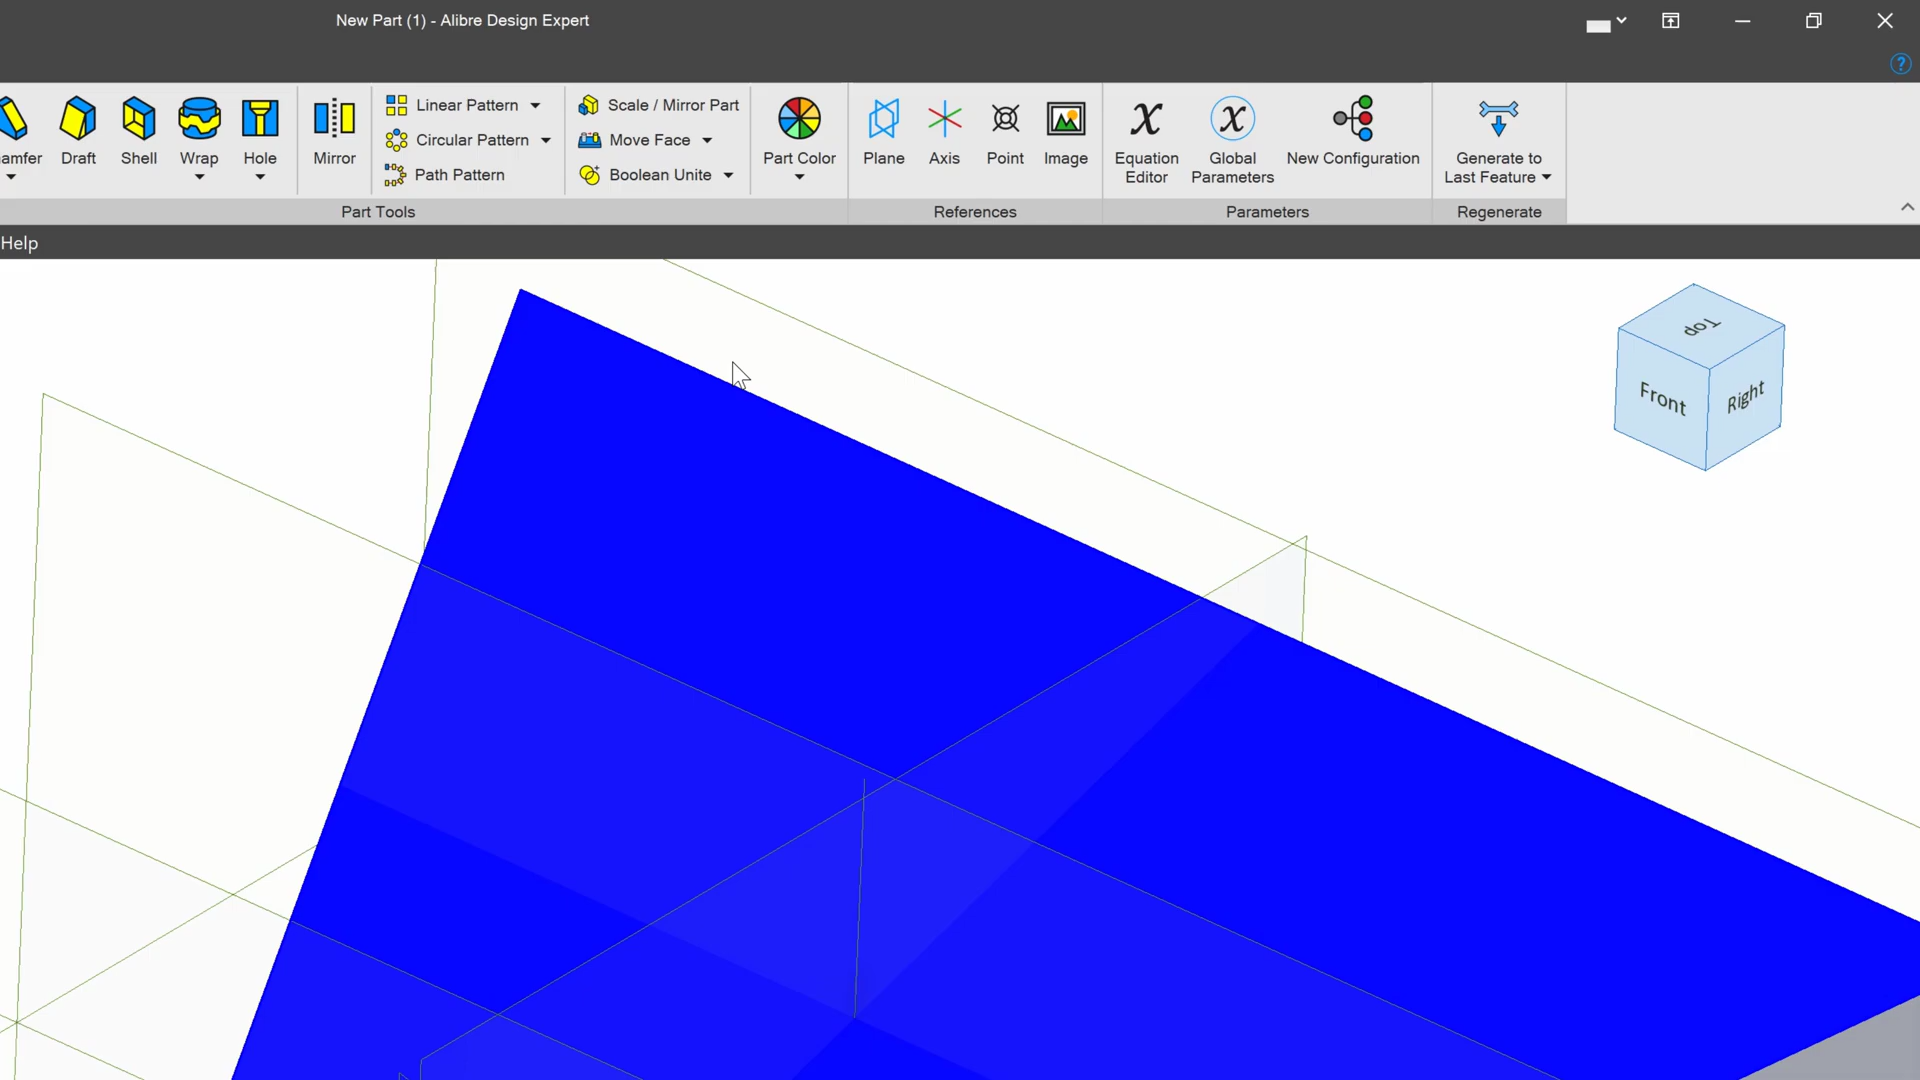 New Part (1) - Alibre Design Expert
?
Linear Pattern
Scale / Mirror Part
Circular Pattern
Move Face
amfer
Draft
Shell
Wrap
Hole
Mirror
Path Pattern
Boolean Unite
Part Color
Plane
Axis
Point
Image
x
Equation
Editor
(x)
Global
Parameters
New Configuration
Generate to
Last Feature
Part Tools
References
Parameters
Regenerate
Help
Top
Front
Right